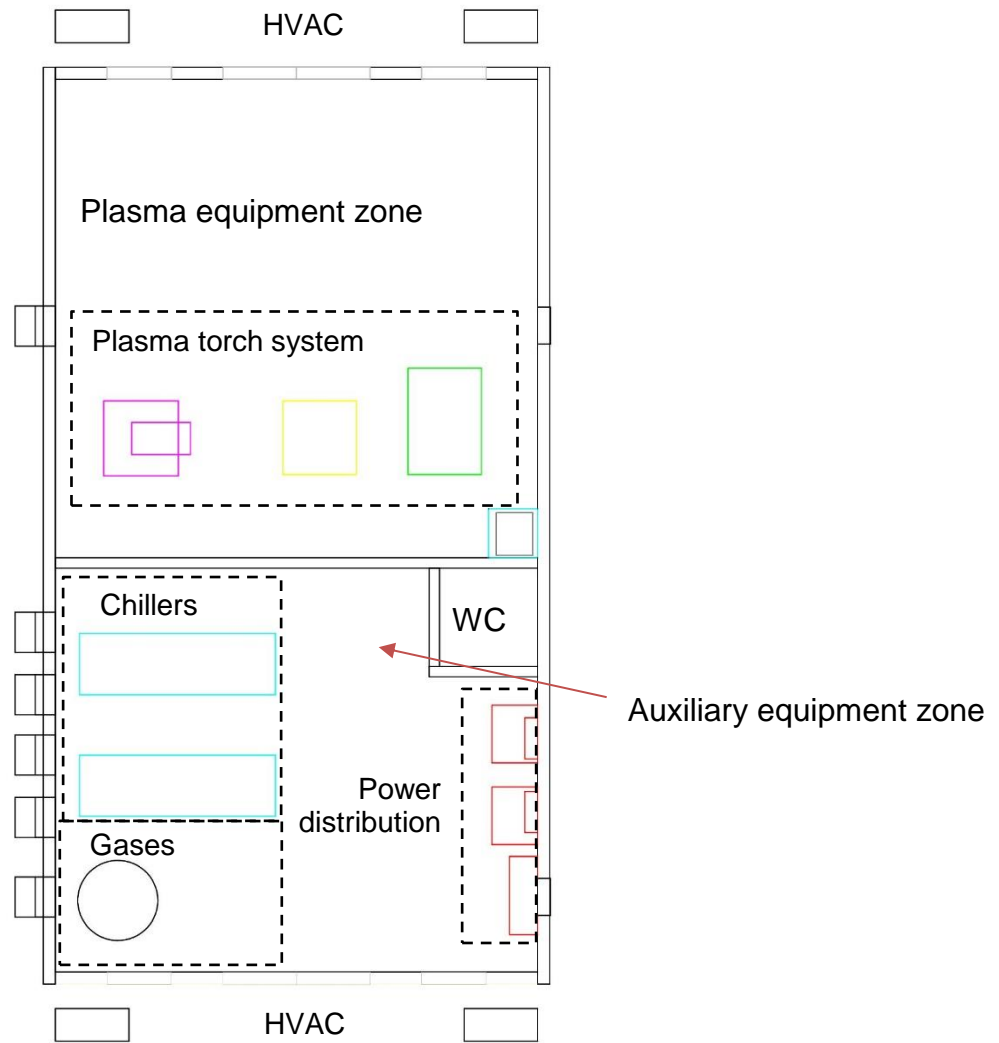 HVAC
Plasma equipment zone
Plasma torch system
Chillers
WC
Auxiliary equipment zone
Power
distribution
Gases
HVAC